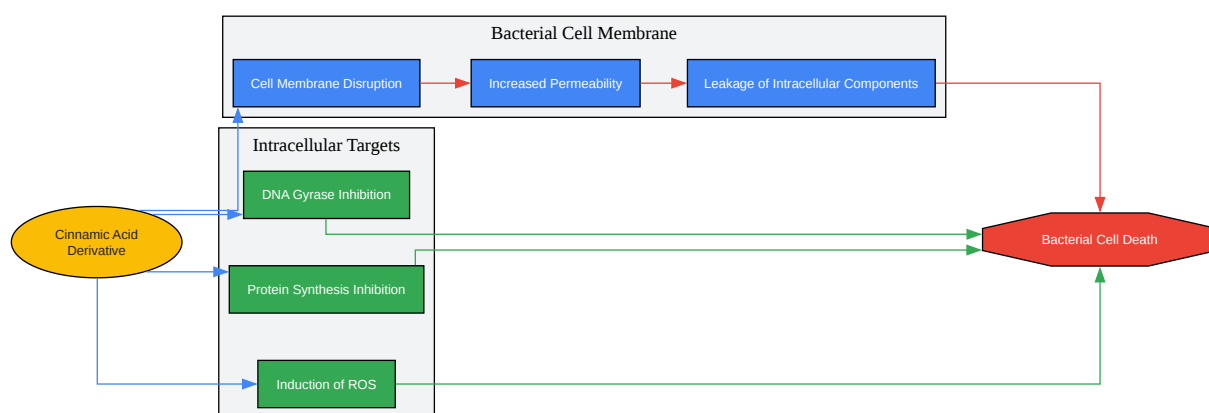 Bacterial Cell Membrane
Cell Membrane Disruption
Increased Permeability
Leakage of Intracellular Components
Intracellular Targets
DNA Gyrase Inhibition
Cinnamic Acid
Derivative
Bacterial Cell Death
Protein Synthesis Inhibition
Induction of ROS